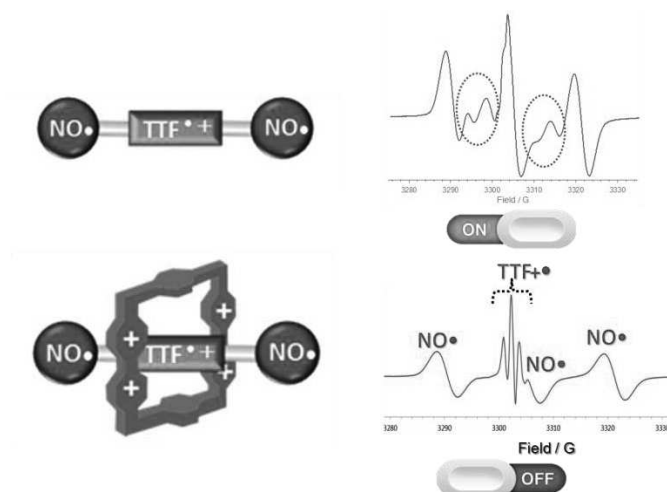 NO•
TTF•+
NO•
3280 3290 3300 3310 3320 3330
Field / G
ON
NO•
TTF•+
NO•
+
+
+
+
TTF+•
NO•
NO•
NO•
3280 3290 3300 3310 3320 3330
Field / G
OFF